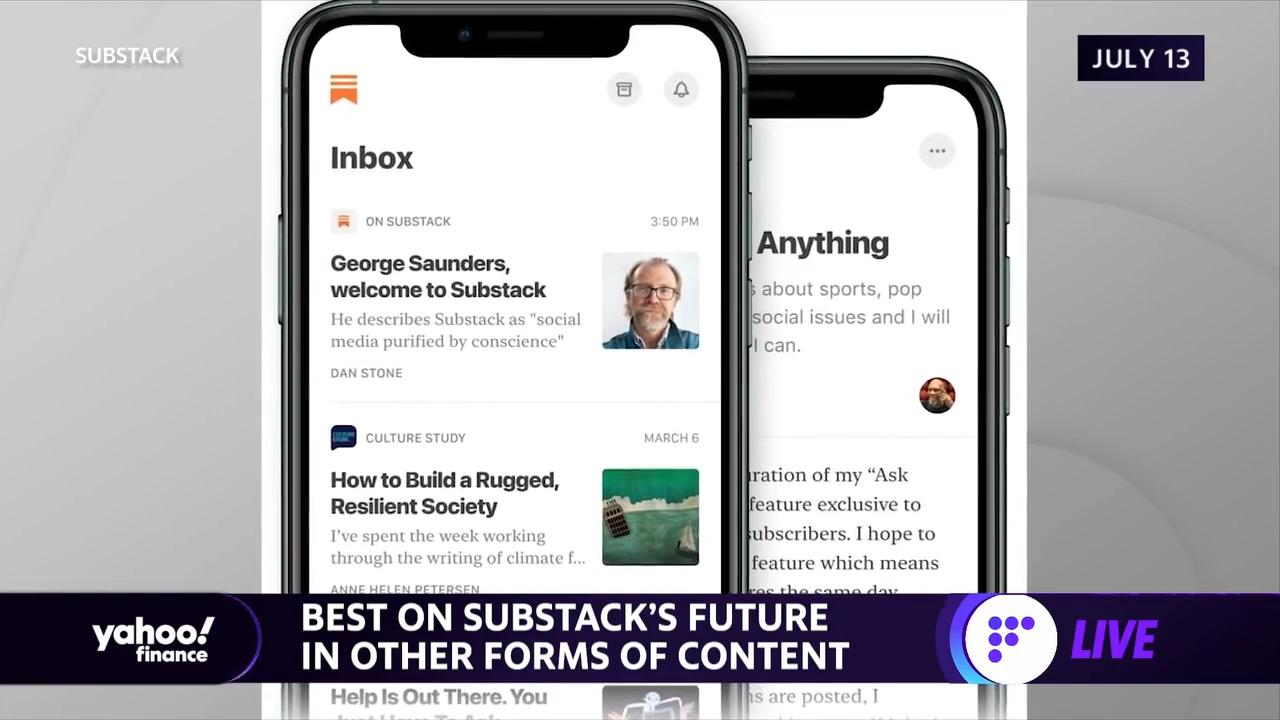 SUBSTACK
JULY 13
Inbox
ON SUBSTACK
3:50 PM
George Saunders,
welcome to Substack
He describes Substack as "social
media purified by conscience"
DAN STONE
CULTURE STUDY
MARCH 6
How to Build a Rugged,
Resilient Society
I've spent the week working
through the writing of climate f...
ANNE HELEN PETERSEN
Help Is Out There. You
Anything
about sports, pop
social issues and I will
I can.
of my “Ask
feature exclusive to
subscribers. I hope to
feature which means
the same day
are posted, I
yahoo!
finance
BEST ON SUBSTACK'S FUTURE
IN OTHER FORMS OF CONTENT
LIVE